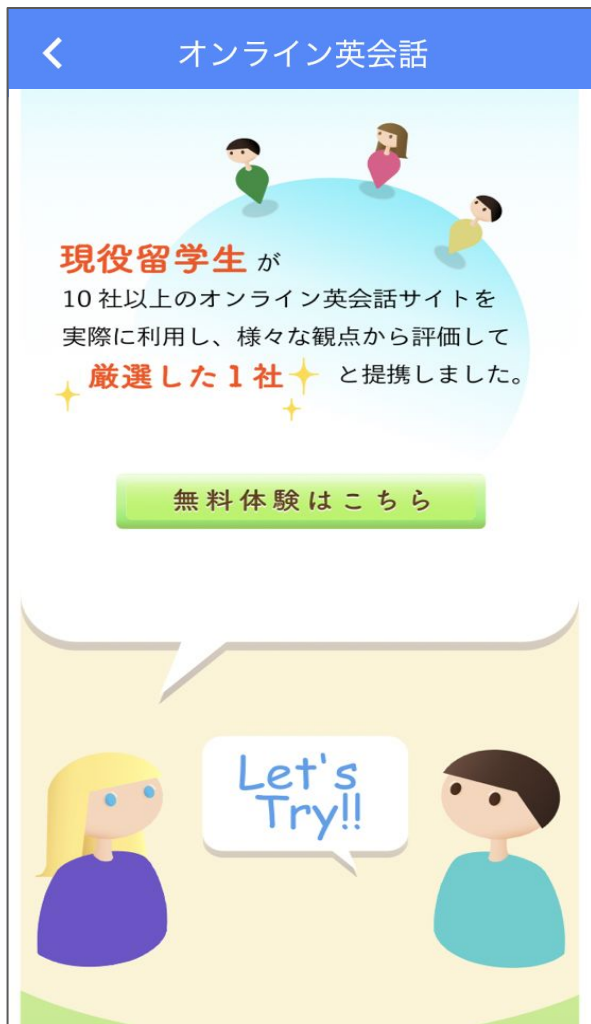 オンライン英会話
現役留学生 が
10 社以上のオンライン英会話サイトを
実際に利用し、様々な観点から評価して
厳選した1社 と提携しました。
無料体験はこちら
Let's
Try!!